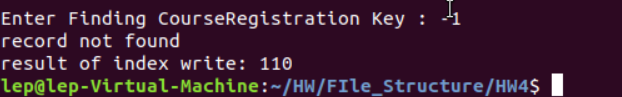 Enter Finding CourseRegistration Key : -1
record not found
result of index write: 110
lep@lep-Virtual-Machine:~/HW/FIle_Structure/HW4$